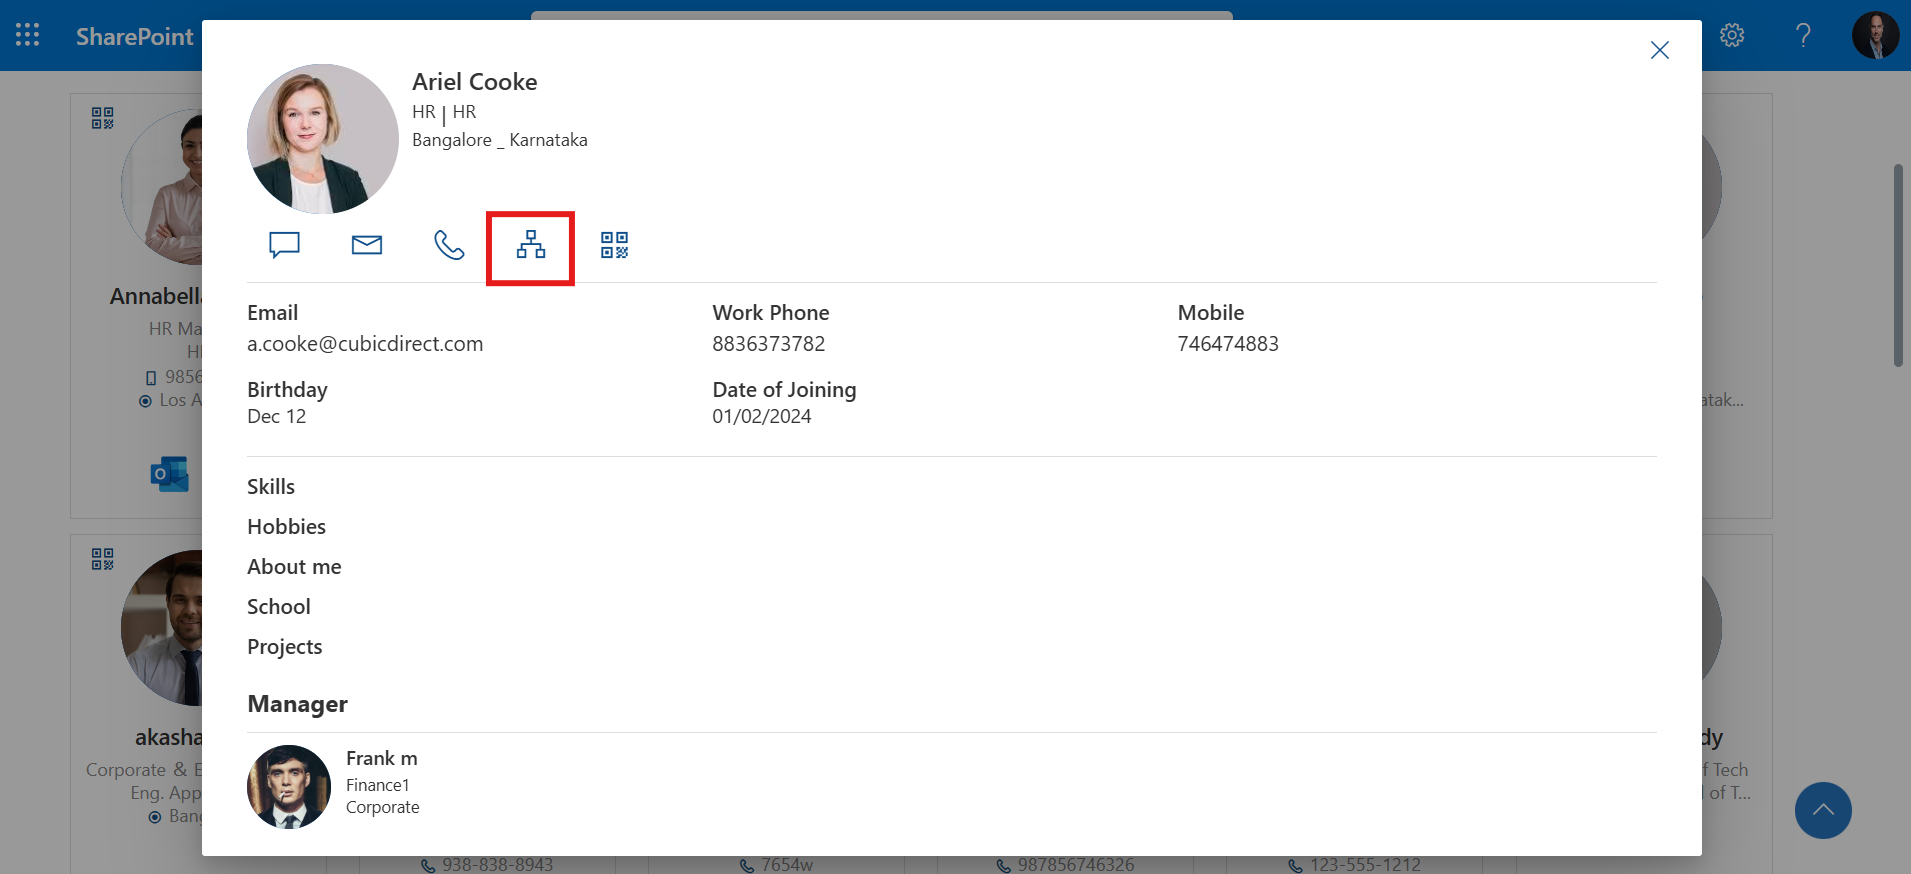 SharePoint
Ariel Cooke
HR | HR
Bangalore _ Karnataka
Email
a.cooke@cubicdirect.com
Work Phone
8836373782
Mobile
746474883
Birthday
Dec 12
Date of Joining
01/02/2024
Skills
Hobbies
About me
School
Projects
Manager
Frank m
Finance1
Corporate
Annabella
HR Ma
H
9856
Los A
atak...
akasha
Corporate & E
Eng. App
Bang
dy
f Tech
l of T...
938-838-8943
7654w
987856746326
123-555-1212